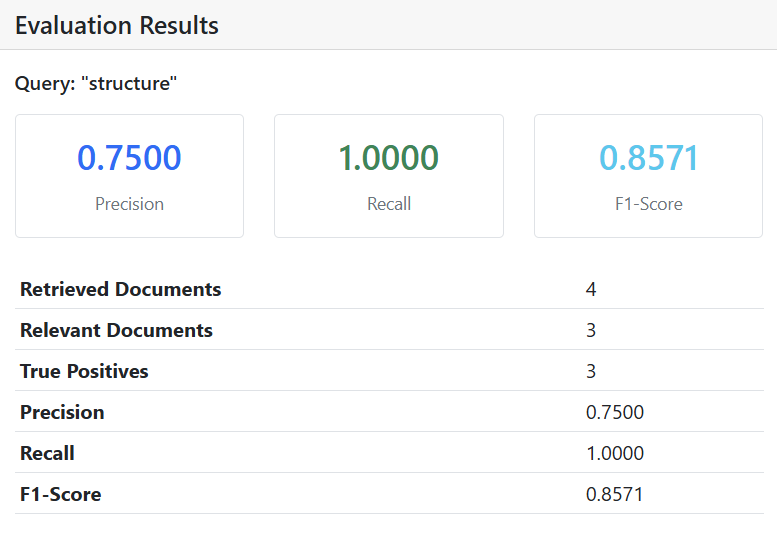 Evaluation Results
Query: "structure"
0.7500 1.0000 0.8571
Precision Recall F1-Score
Retrieved Documents 4
Relevant Documents 3
True Positives 3
Precision 0.7500
Recall 1.0000
F1-Score 0.8571